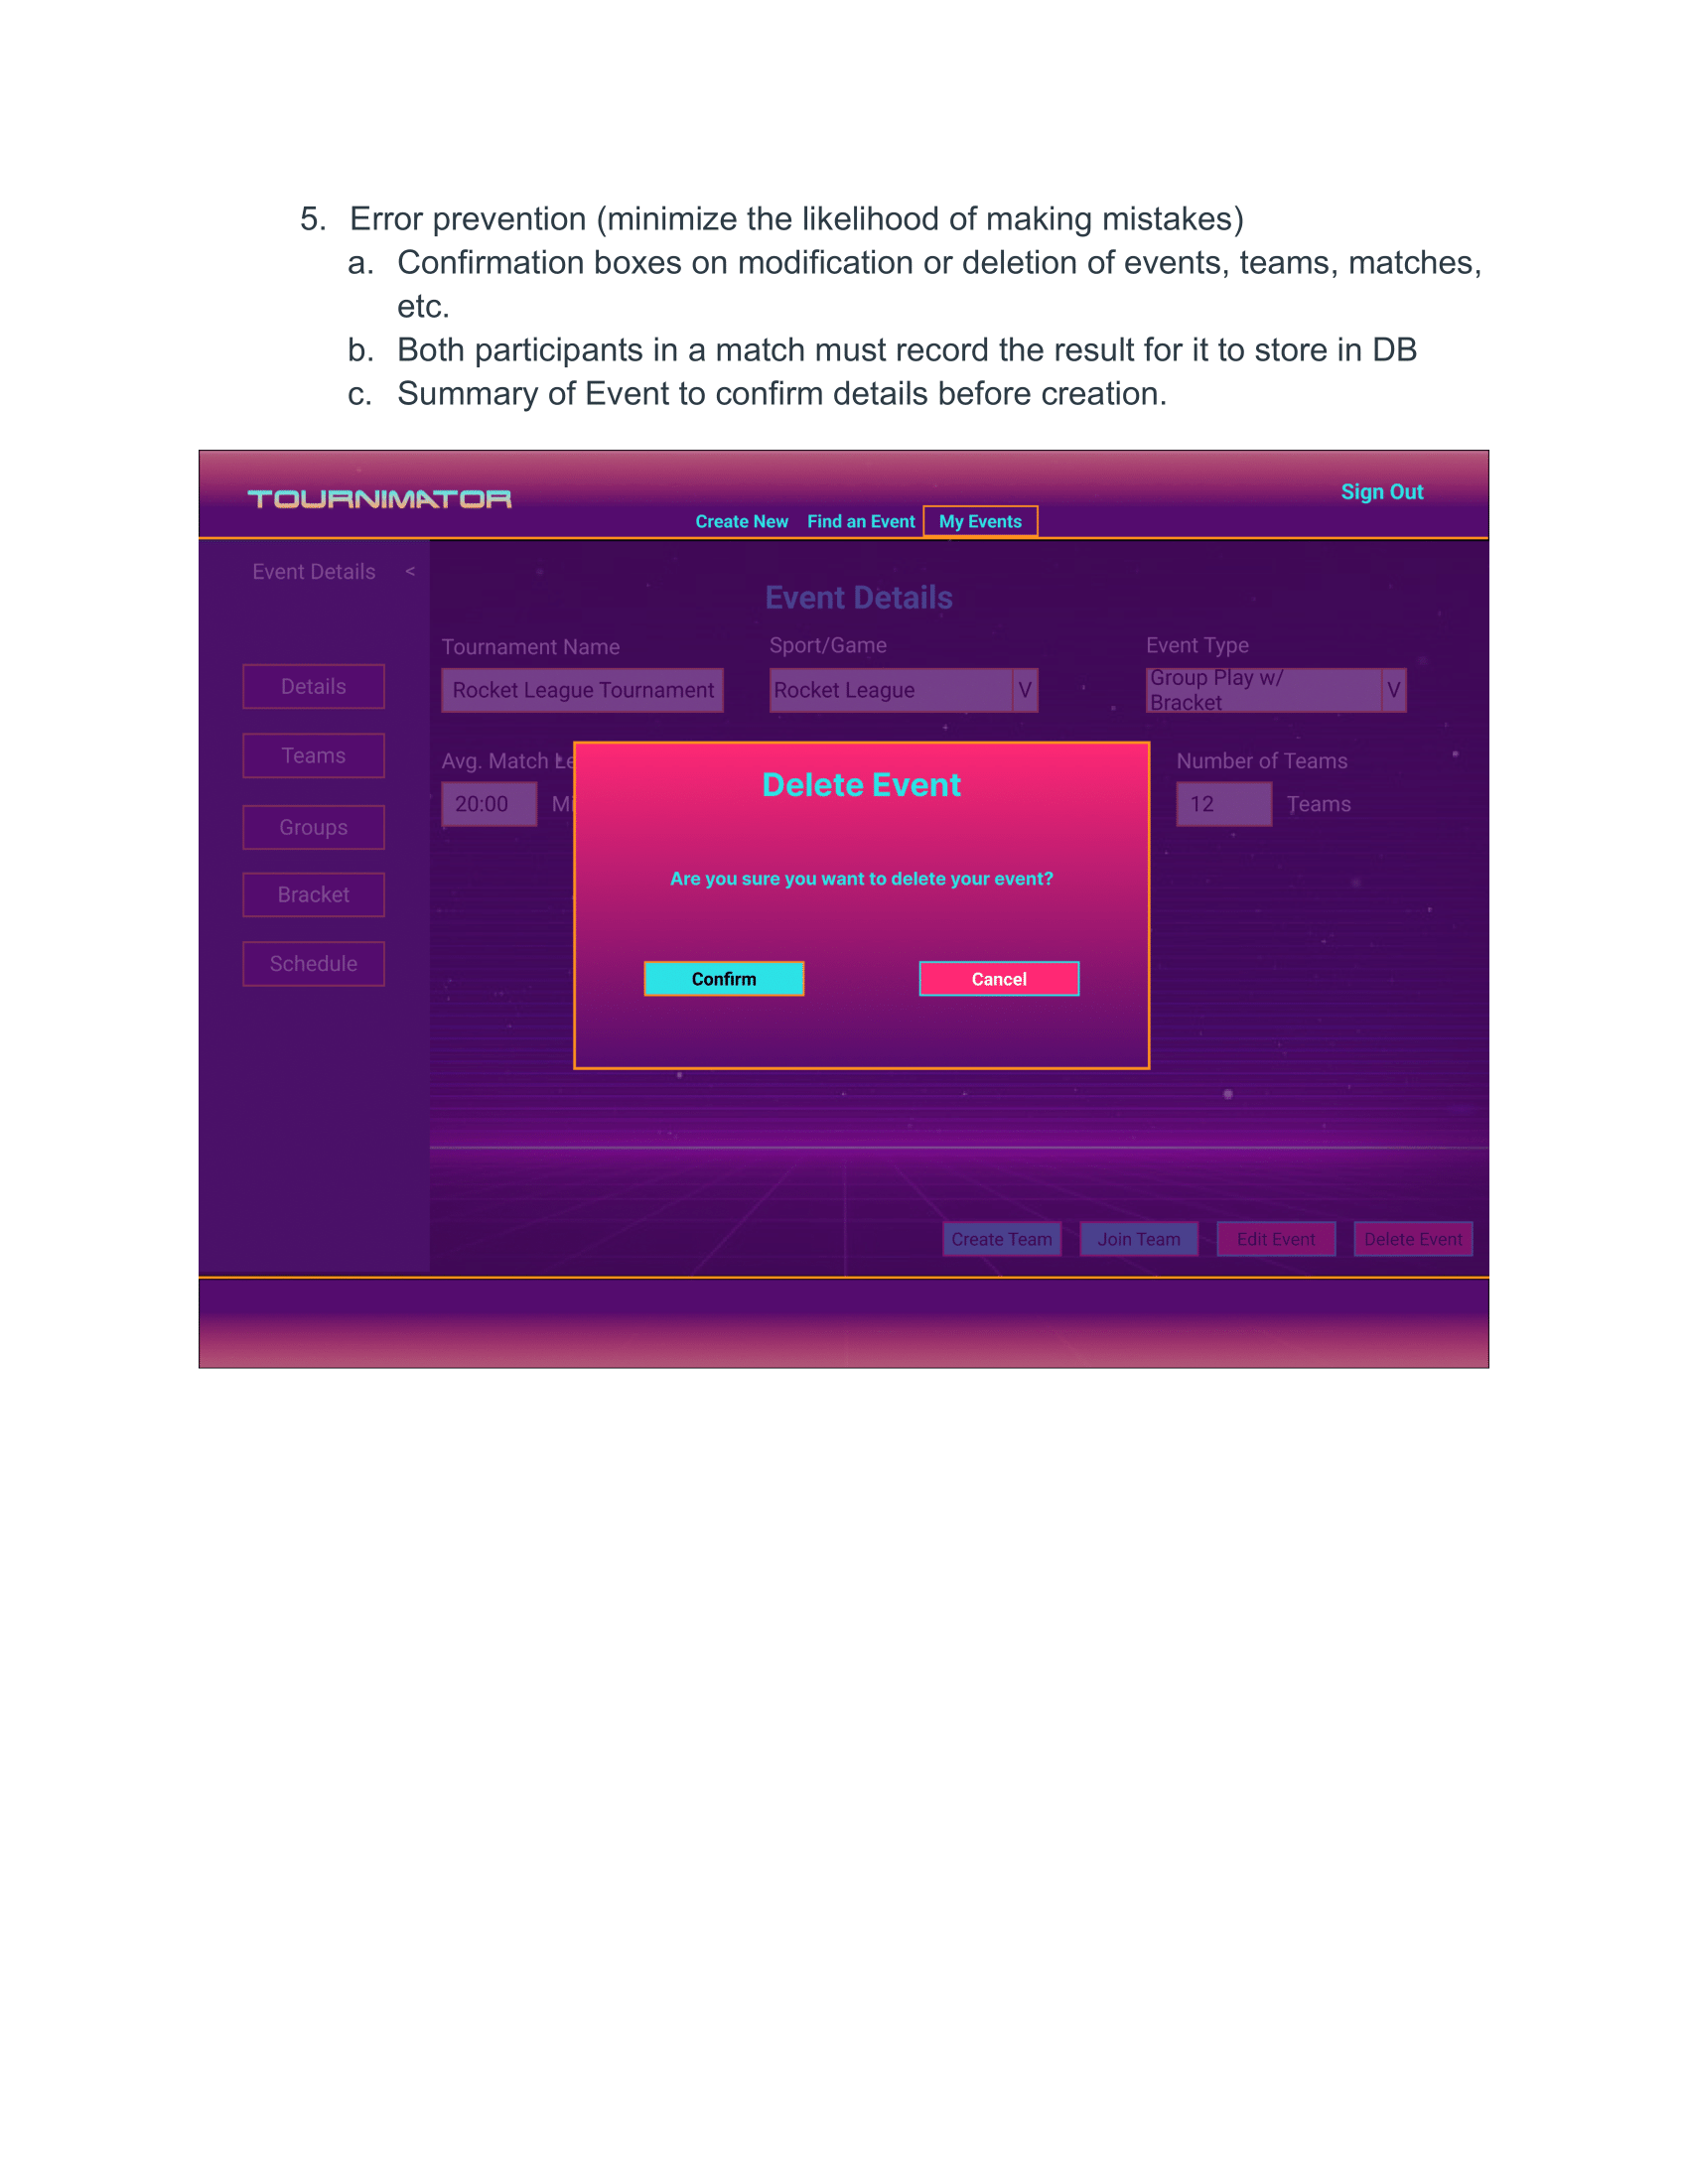 5. Error prevention (minimize the likelihood of making mistakes)
a. Confirmation boxes on modification or deletion of events, teams, matches,
etc.
b. Both participants in a match must record the result for it to store in DB
c. Summary of Event to confirm details before creation.
TOURNIMATOR
Sign Out
Create New Find an Event My Events
Event Details <
Event Details
Tournament Name Sport/Game Event Type
Details
Rocket League Tournament Rocket League V Group Play w/
Bracket V
Teams
Avg. Match Le Number of Teams
20:00 Mi 12 Teams
Delete Event
Groups
Are you sure you want to delete your event?
Bracket
Schedule
Confirm Cancel
Create Team Join Team Edit Event Delete Event